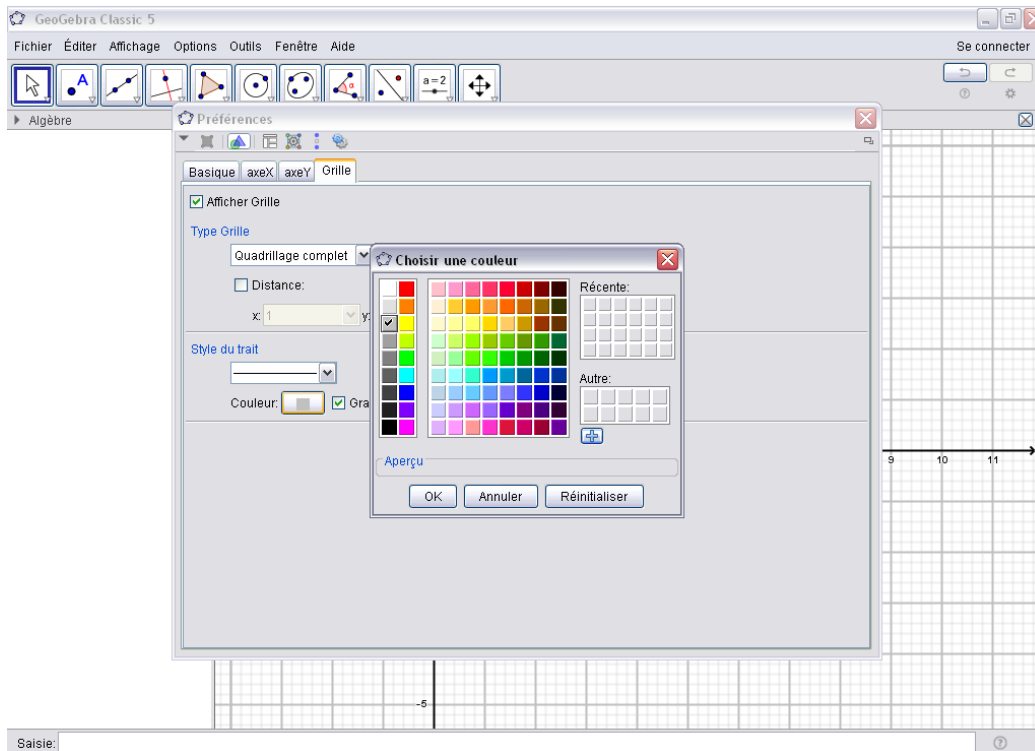 GeoGebra Classic 5
Fichier Éditer Affichage Options Outils Fenêtre Aide Se connecter
A α a=2
Algèbre
Préférences
Basique axeX axeY Grille
Afficher Grille
Type Grille
Quadrillage complet
Distance:
x: 1 y:
Style du trait
Couleur: Gra
Choisir une couleur
Récente:
Autre:
Aperçu
OK Annuler Réinitialiser
9 10 11
-5
Saisie: